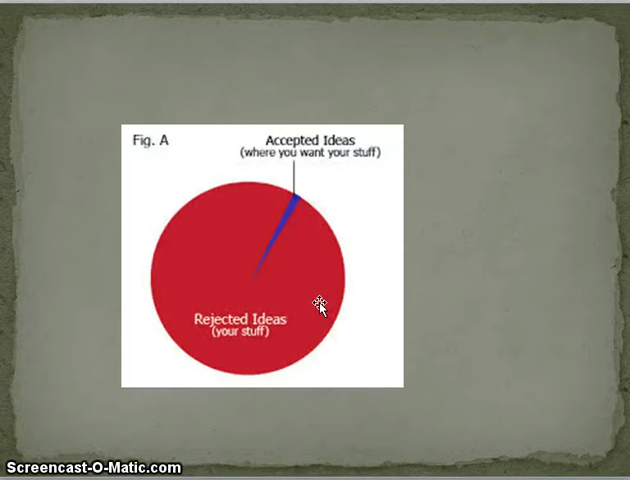 Fig. A
Accepted Ideas
(where you want your stuff)
Rejected Ideas
(your stuff)
Screencast-O-Matic.com